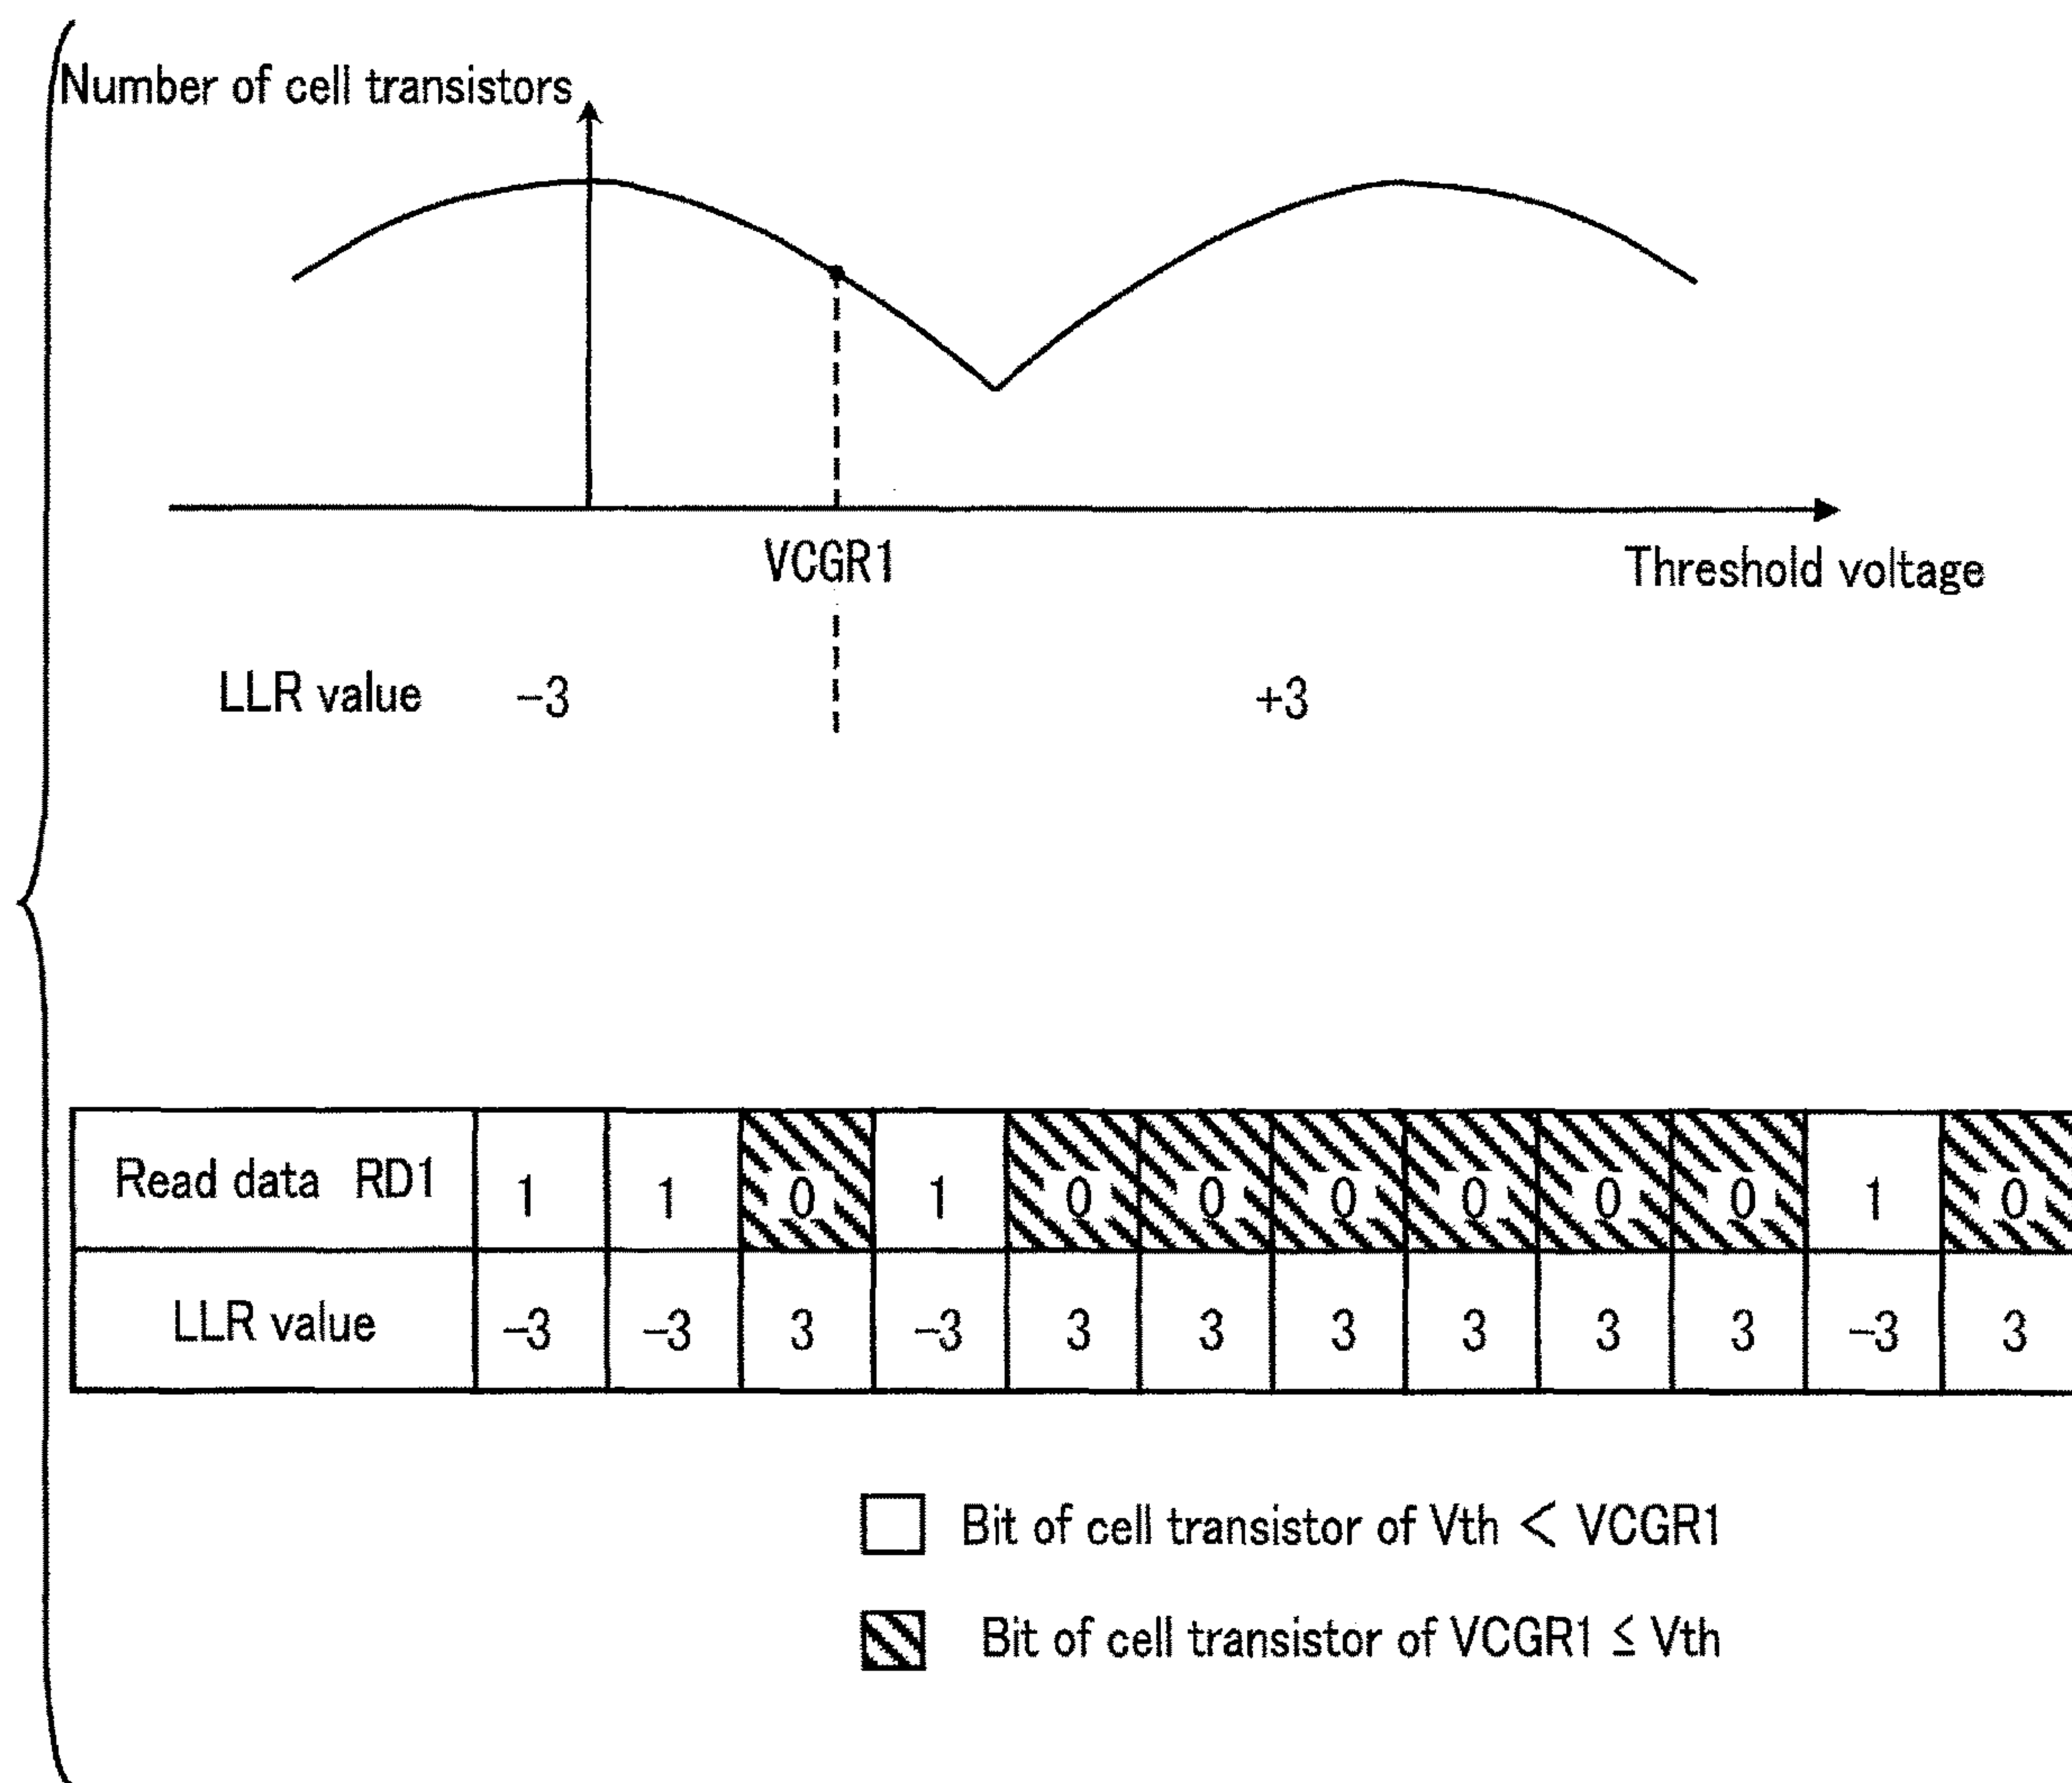 Number of cell transistors
VCGR1
Threshold voltage
LLR value -3 +3
Read data RD1 1 1 0 1 0 0 0 0 0 0 1 0
LLR value -3 -3 3 -3 3 3 3 3 3 3 -3 3
Bit of cell transistor of Vth < VCGR1
Bit of cell transistor of VCGR1 ≤ Vth